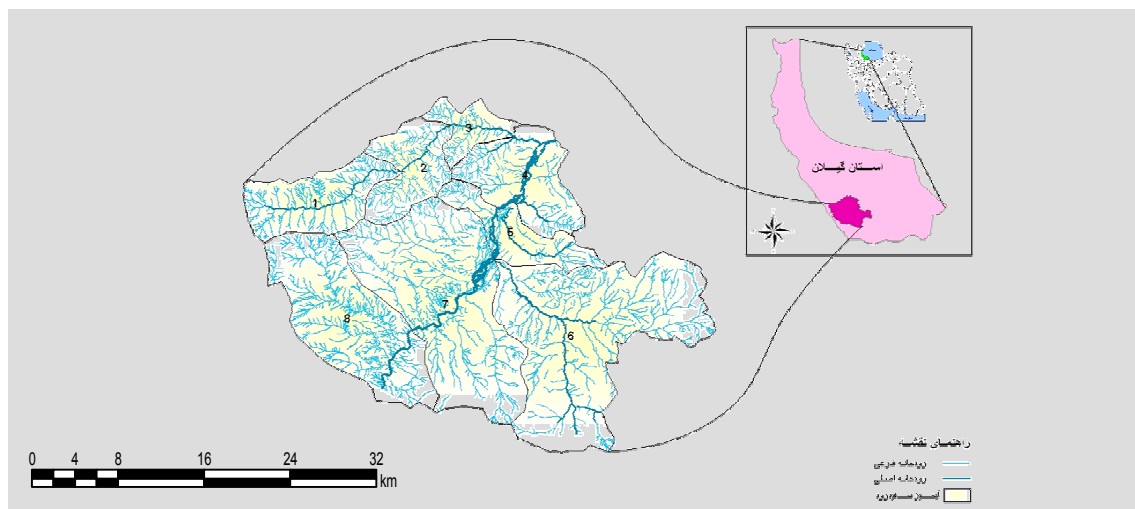 استان گیلان
3
2
4
1
5
7
8
6
راهنمای نقشه
رودخانه فرعی
رودخانه اصلی
0 4 8 16 24 32
km